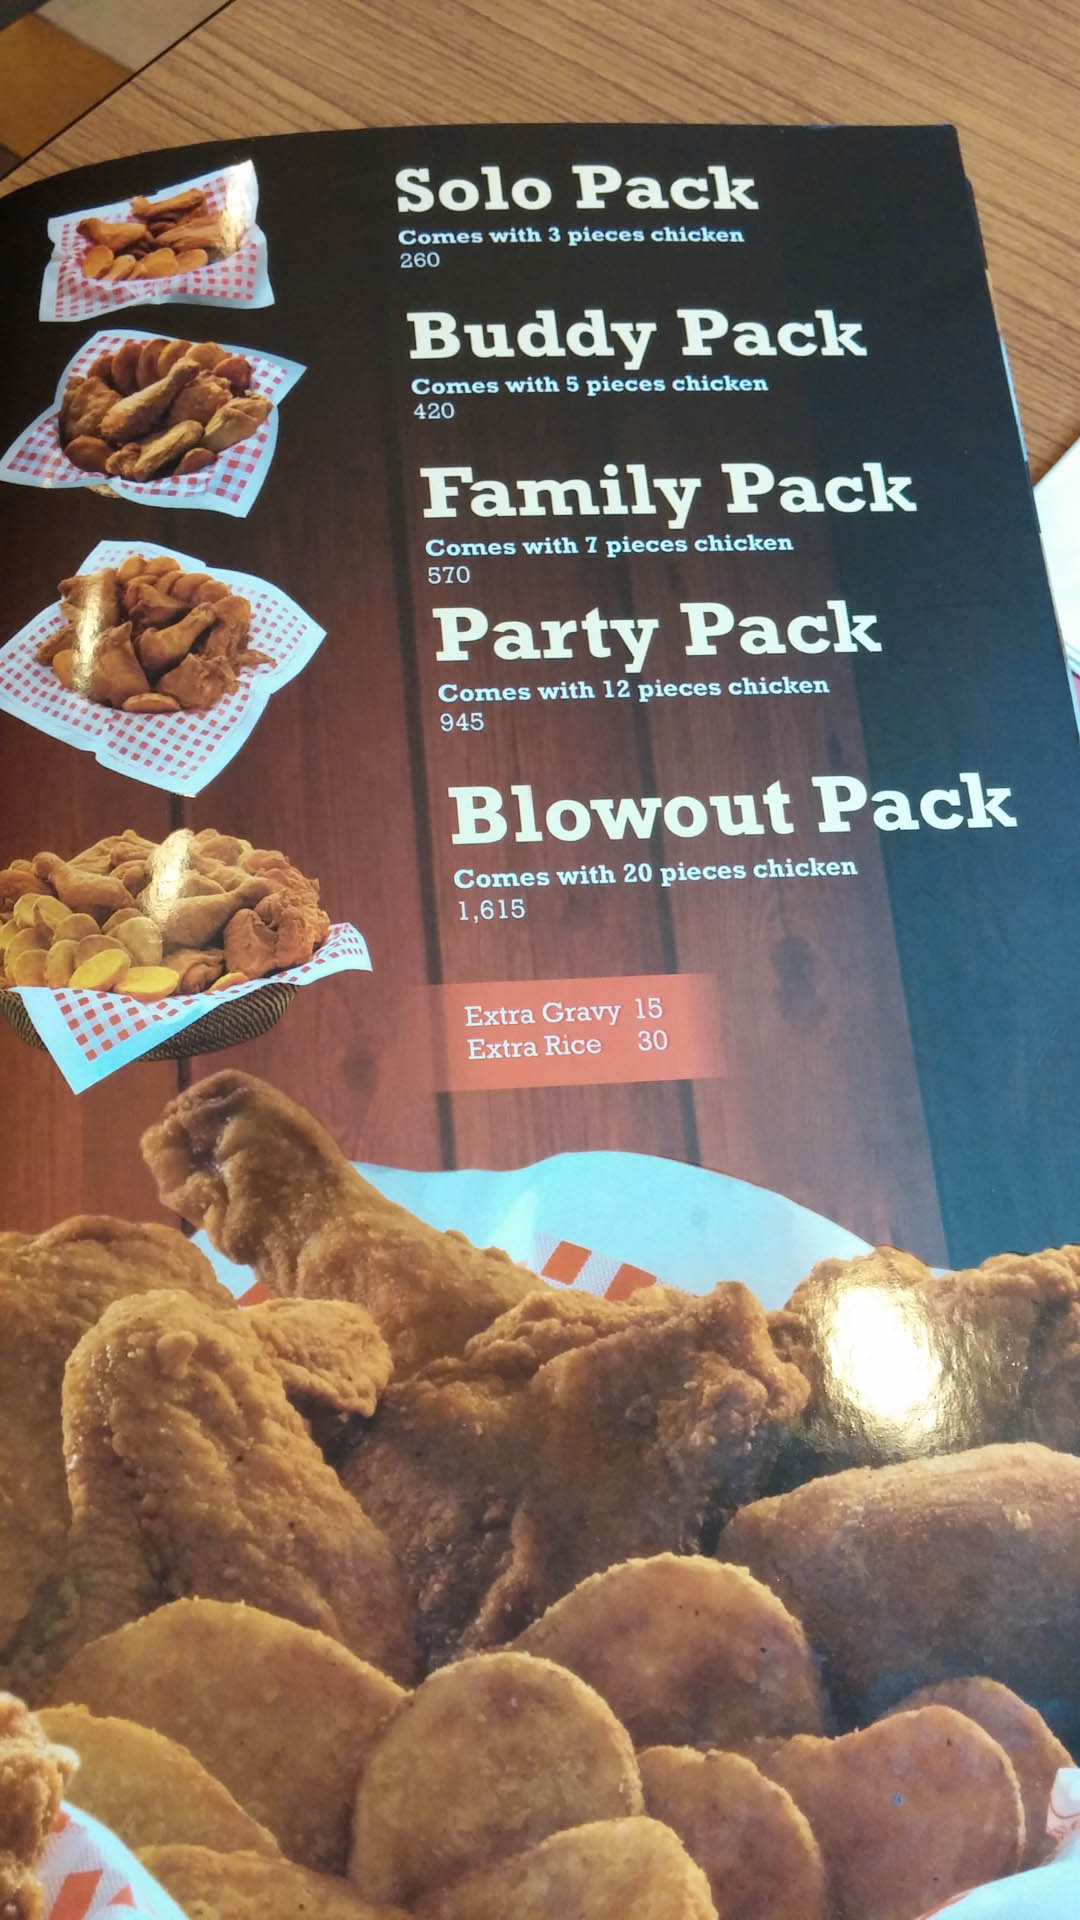 Solo Pack
Comes with 3 pieces chicken
260
Buddy Pack
Comes with 5 pieces chicken
420
Family Pack
Comes with 7 pieces chicken
570
Party Pack
Comes with 12 pieces chicken
945
Blowout Pack
Comes with 20 pieces chicken
1,615
Extra Gravy 15
Extra Rice 30